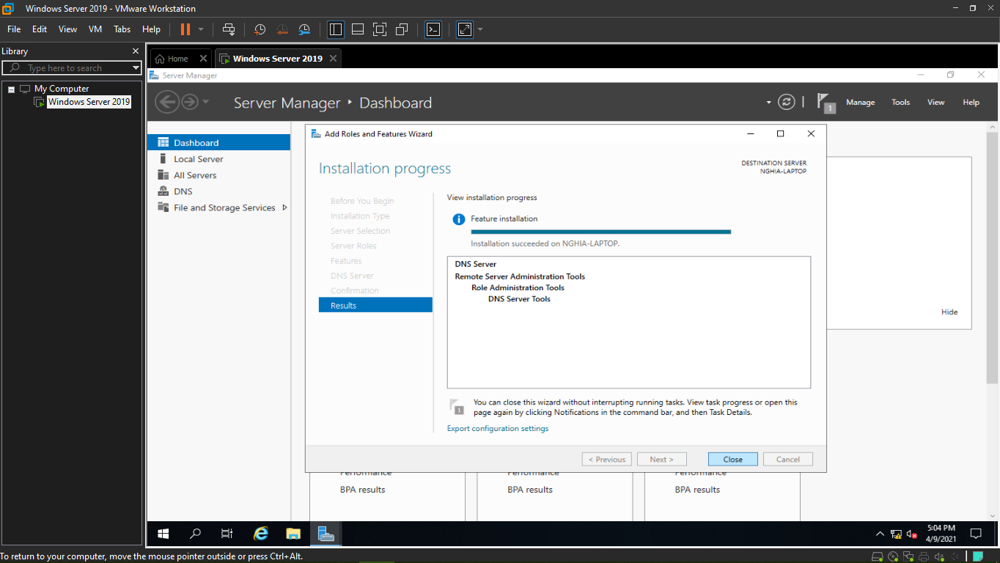 Windows Server 2019 - VMware Workstation
File Edit View VM Tabs Help
Library
Type here to search
My Computer
Windows Server 2019
Home
Windows Server 2019
Server Manager
Server Manager Dashboard
1
Manage Tools View Help
Dashboard
Local Server
All Servers
DNS
File and Storage Services
Add Roles and Features Wizard
Installation progress
DESTINATION SERVER
NGHIA-LAPTOP
Before You Begin
Installation Type
Server Selection
Server Roles
Features
DNS Server
Confirmation
Results
View installation progress
Feature installation
Installation succeeded on NGHIA-LAPTOP.
DNS Server
Remote Server Administration Tools
Role Administration Tools
DNS Server Tools
1
You can close this wizard without interrupting running tasks. View task progress or open this
page again by clicking Notifications in the command bar, and then Task Details.
Export configuration settings
< Previous Next > Close Cancel
Hide
Performance Performance Performance
BPA results BPA results BPA results
5:04 PM
4/9/2021
To return to your computer, move the mouse pointer outside or press Ctrl+Alt.